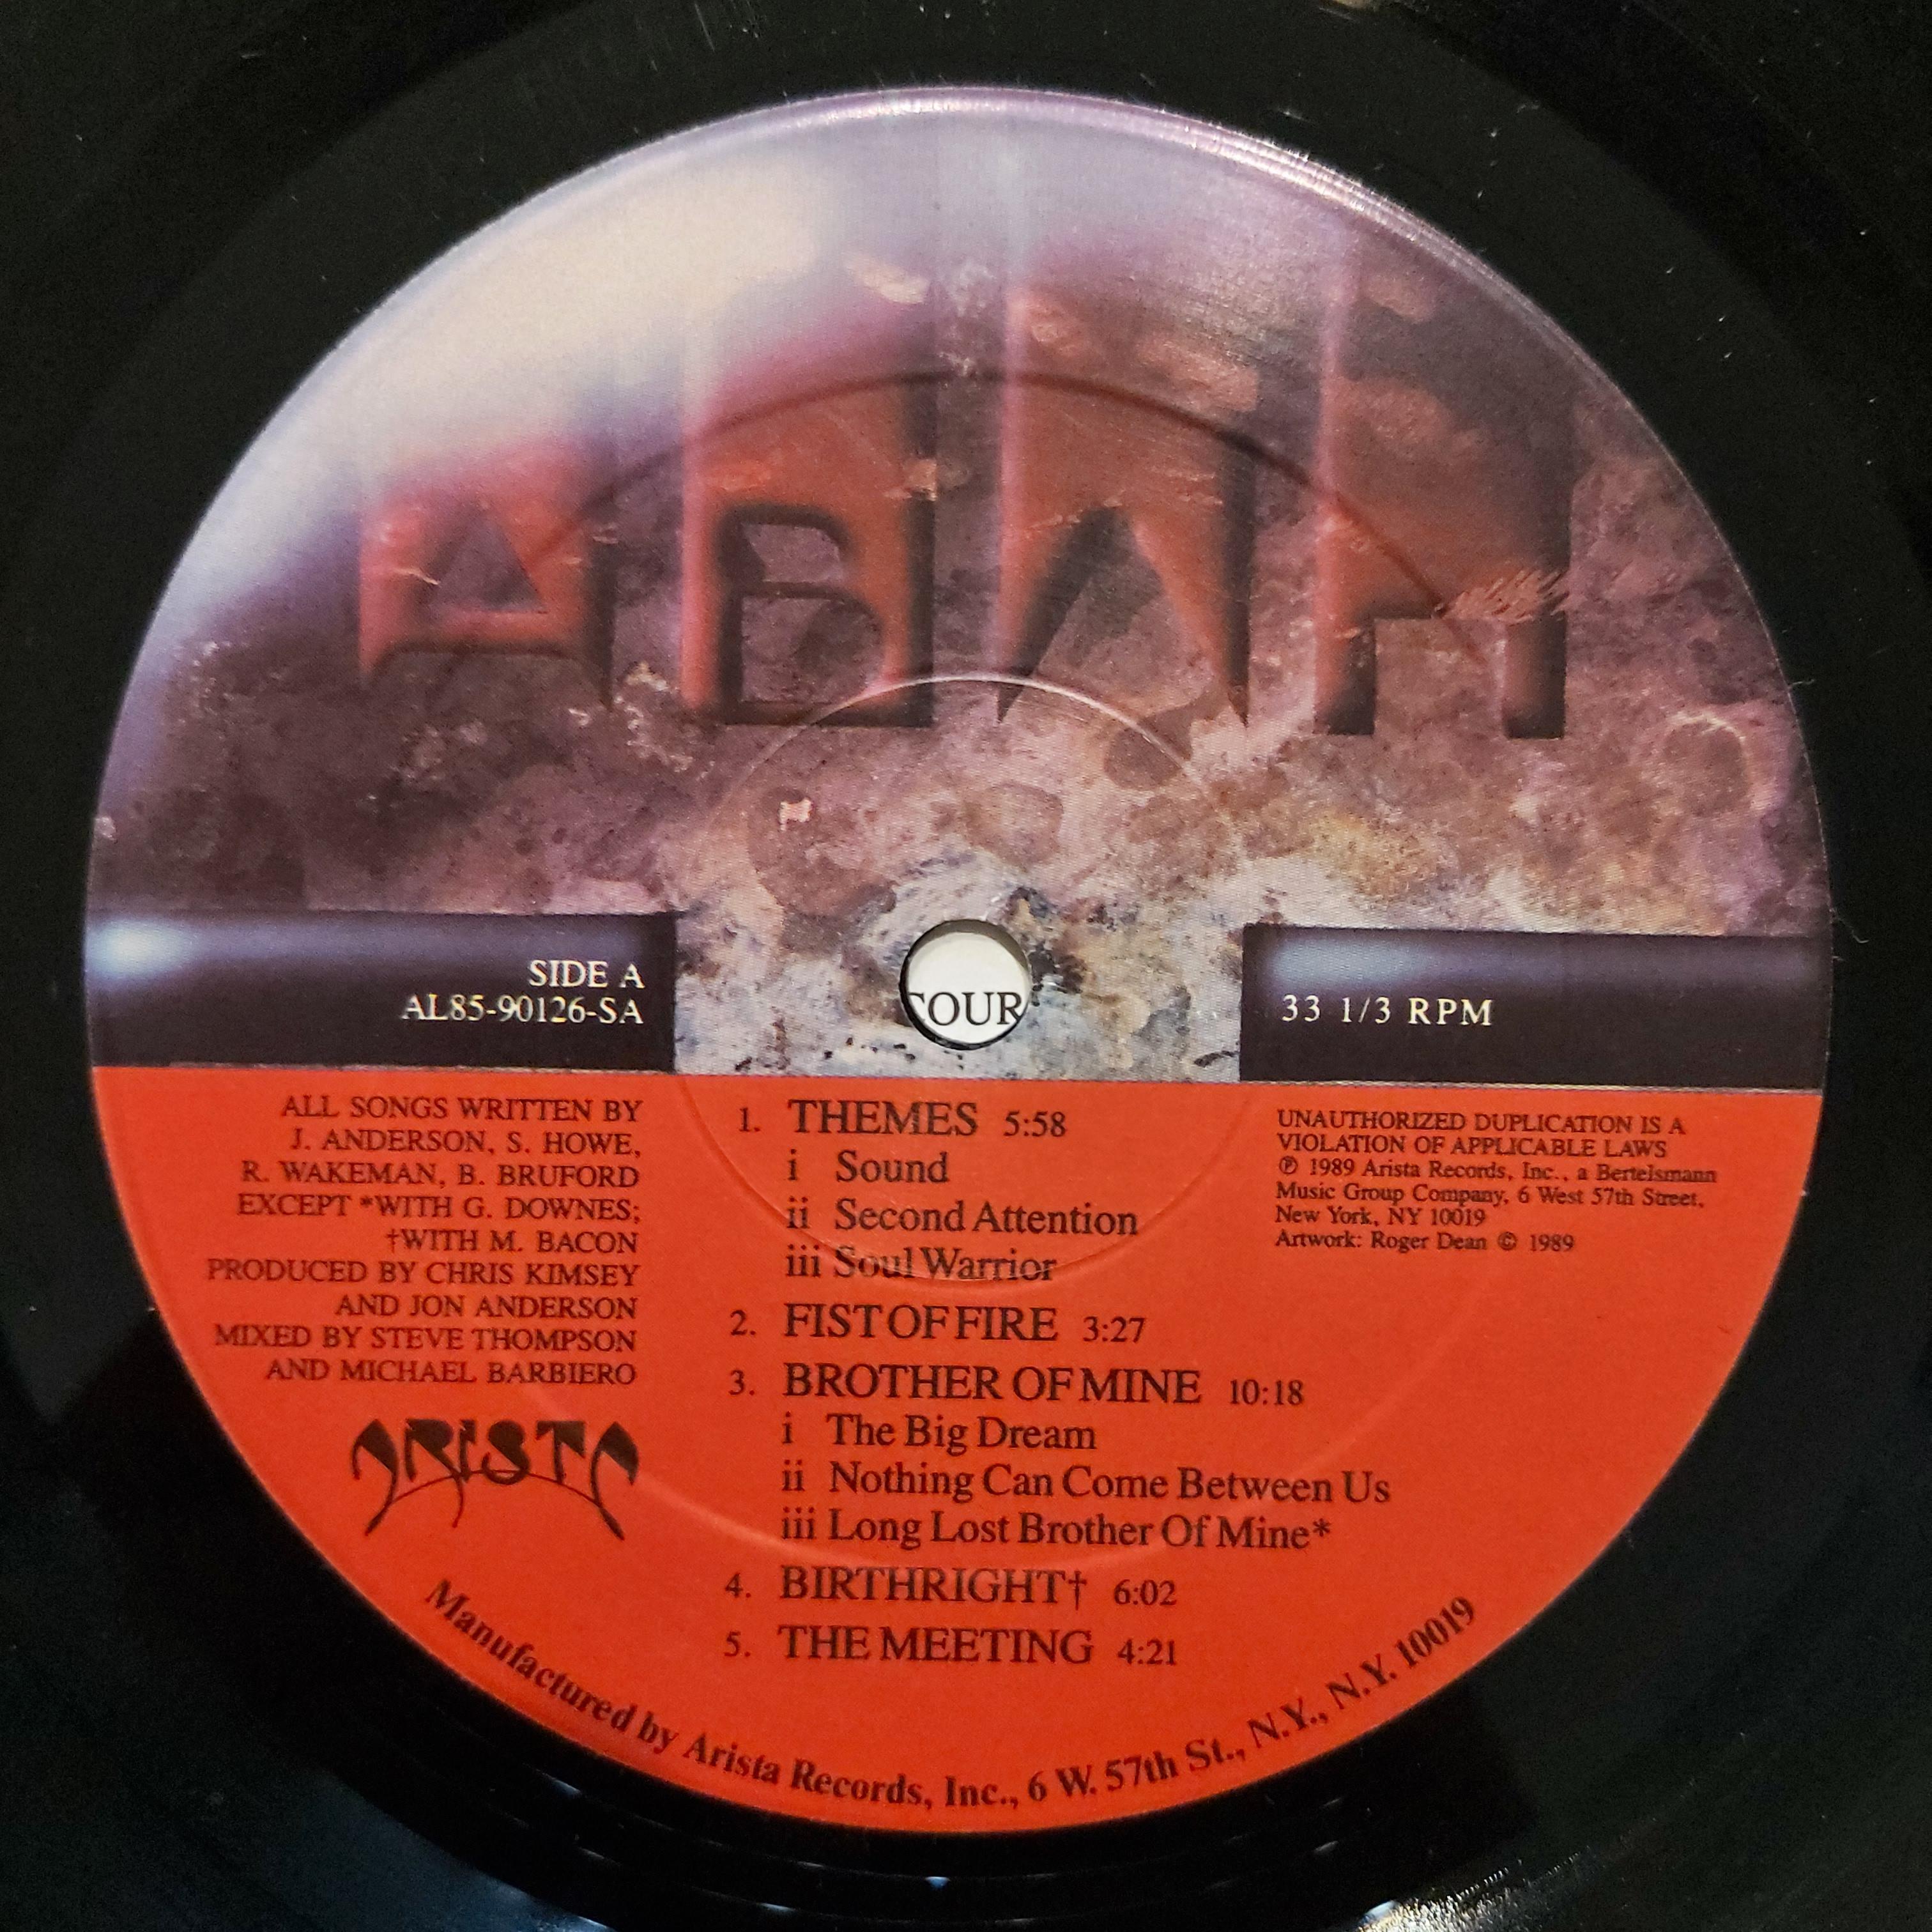 ABWH
SIDE A
AL85-90126-SA
33 1/3 RPM
COUR
ALL SONGS WRITTEN BY
J. ANDERSON, S. HOWE,
R. WAKEMAN, B. BRUFORD
EXCEPT *WITH G. DOWNES;
†WITH M. BACON
PRODUCED BY CHRIS KIMSEY
AND JON ANDERSON
MIXED BY STEVE THOMPSON
AND MICHAEL BARBIERO
ARISTA
1. THEMES 5:58
i Sound
ii Second Attention
iii Soul Warrior
2. FIST OF FIRE 3:27
3. BROTHER OF MINE 10:18
i The Big Dream
ii Nothing Can Come Between Us
iii Long Lost Brother Of Mine*
4. BIRTHRIGHT† 6:02
5. THE MEETING 4:21
UNAUTHORIZED DUPLICATION IS A
VIOLATION OF APPLICABLE LAWS
℗ 1989 Arista Records, Inc., a Bertelsmann
Music Group Company, 6 West 57th Street,
New York, NY 10019
Artwork: Roger Dean © 1989
Manufactured by Arista Records, Inc., 6 W. 57th St., N.Y., N.Y. 10019